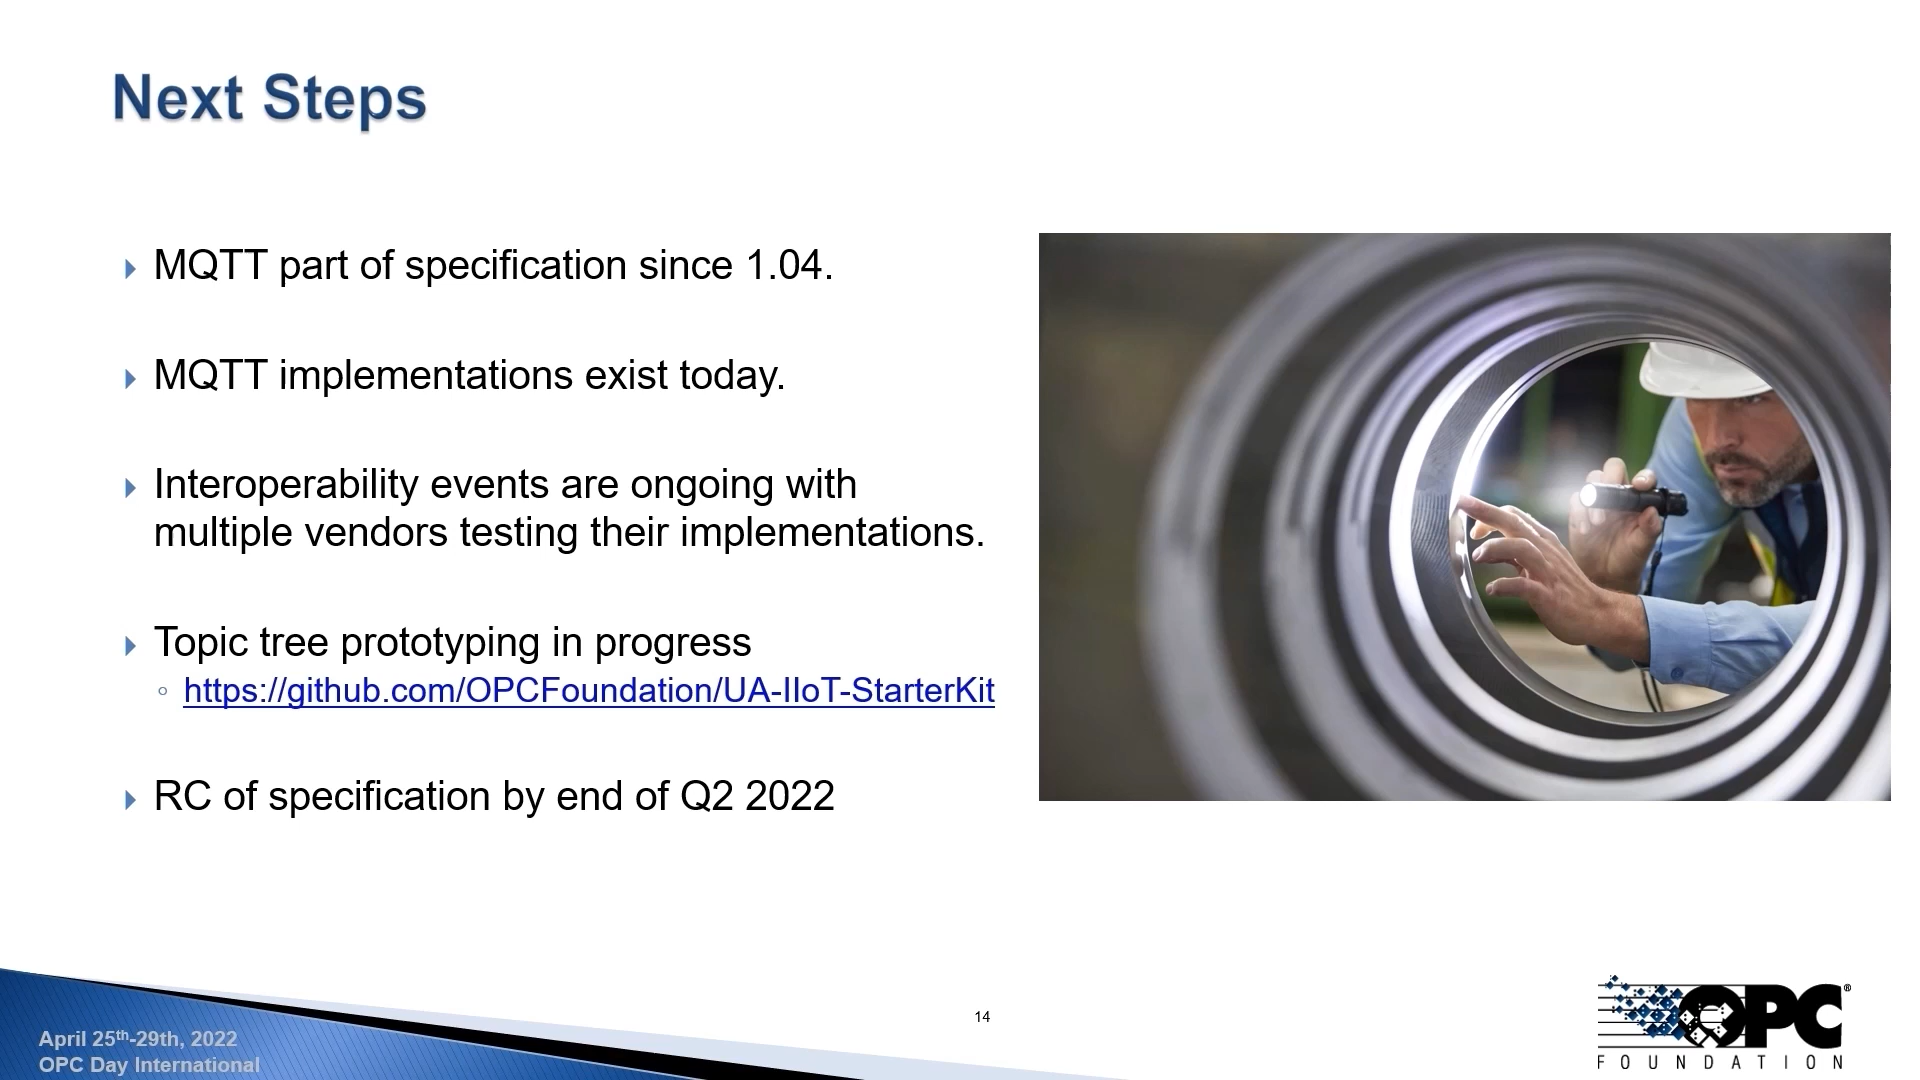 Next Steps
MQTT part of specification since 1.04.
MQTT implementations exist today.
Interoperability events are ongoing with
multiple vendors testing their implementations.
Topic tree prototyping in progress
https://github.com/OPCFoundation/UA-IIoT-StarterKit
RC of specification by end of Q2 2022
April 25th-29th, 2022
OPC Day International
14
OPC®
FOUNDATION